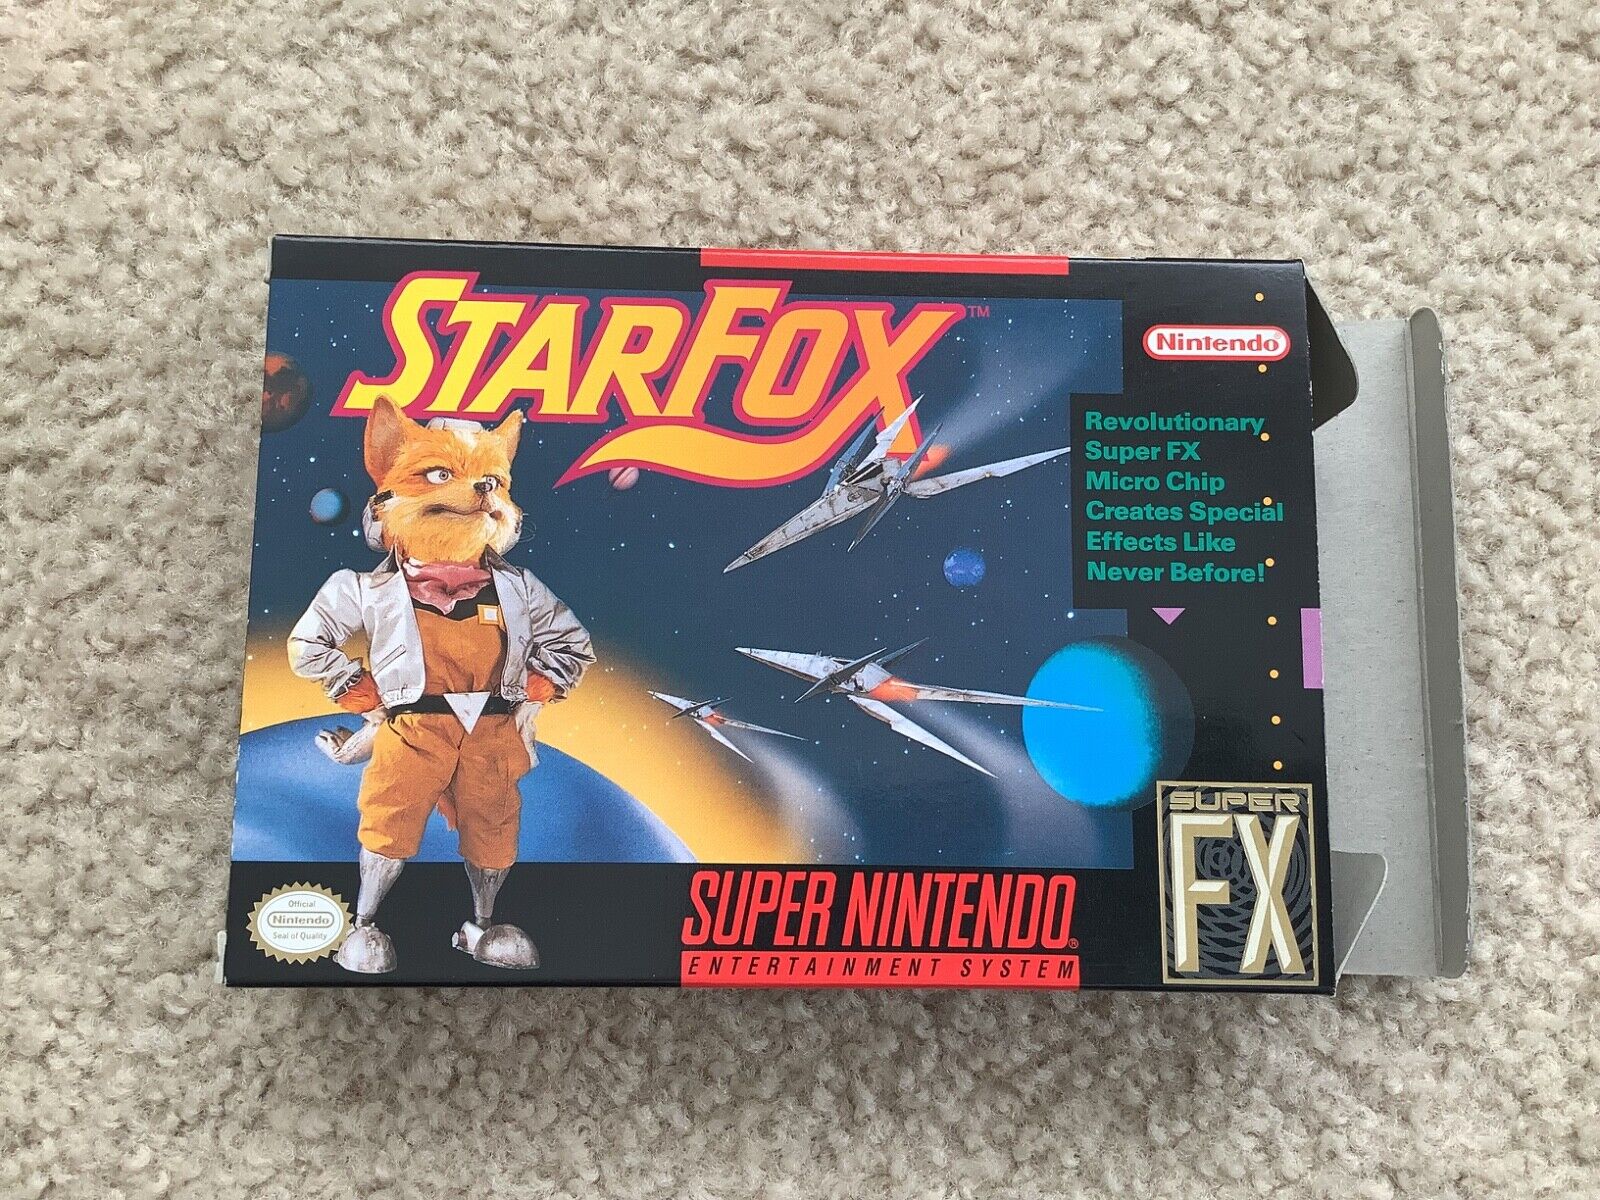 STARFOX™
Nintendo®
Revolutionary
Super FX
Micro Chip
Creates Special
Effects Like
Never Before!
SUPER
FX
Official
Nintendo
Seal of Quality
SUPER NINTENDO®
ENTERTAINMENT SYSTEM